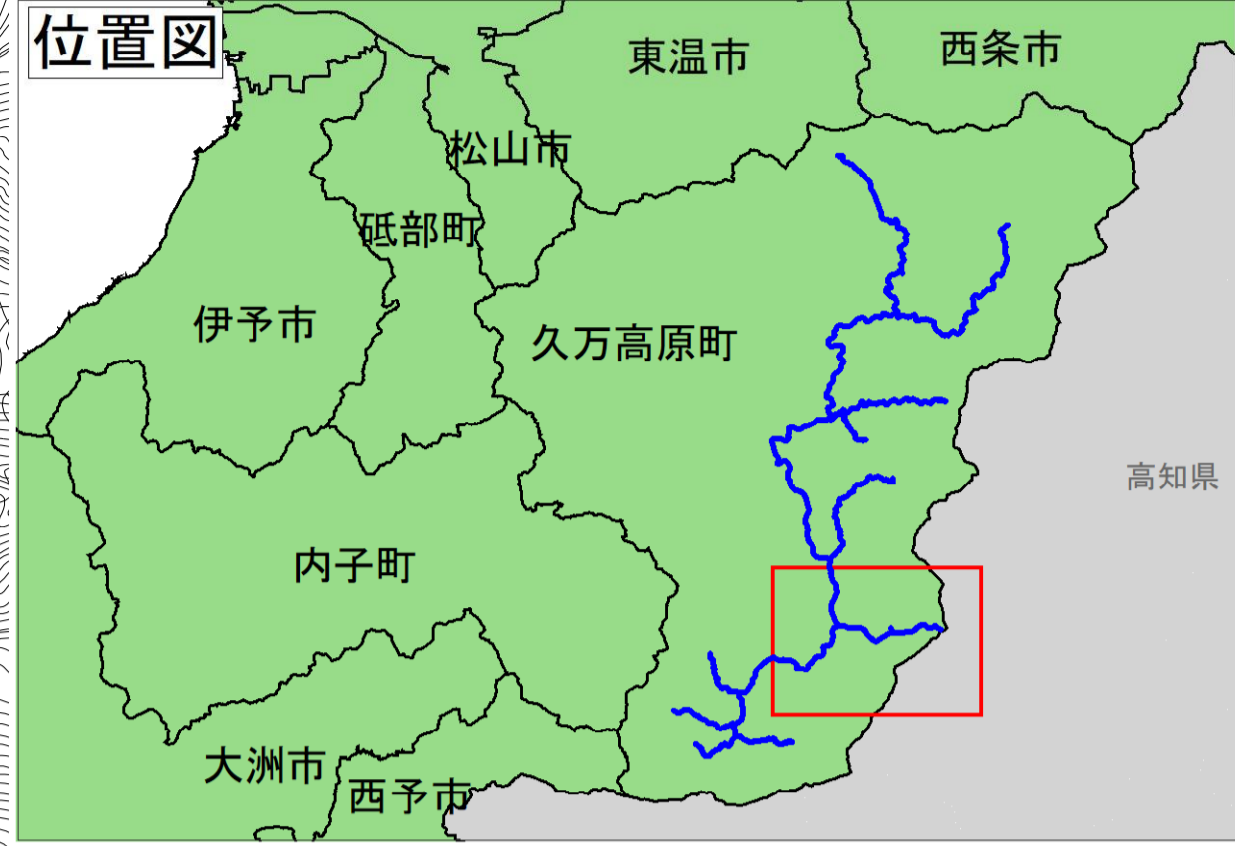 位置図
東温市
西条市
松山市
砥部町
伊予市
久万高原町
高知県
内子町
大洲市
西予市